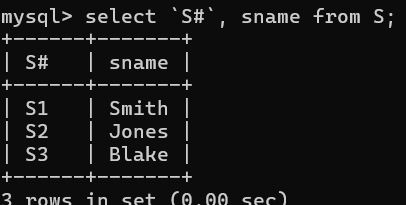 mysql> select `S#`, sname from S;
+------+-------+
| S#   | sname |
+------+-------+
| S1   | Smith |
| S2   | Jones |
| S3   | Blake |
+------+-------+
3 rows in set (0.00 sec)